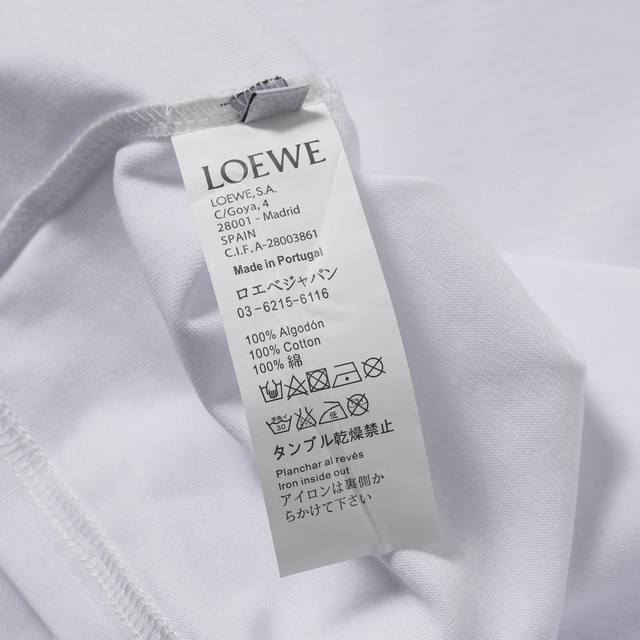 LOEWE
LOEWE, S.A.
C/Goya, 4
28001 - Madrid
SPAIN
C.I.F. A-28003861
Made in Portugal
ロエベジャパン
03-6215-6116
100% Algodón
100% Cotton
100% 綿
30
低
タンブル乾燥禁止
Planchar al revés
Iron inside out
アイロンは裏側か
らかけて下さい